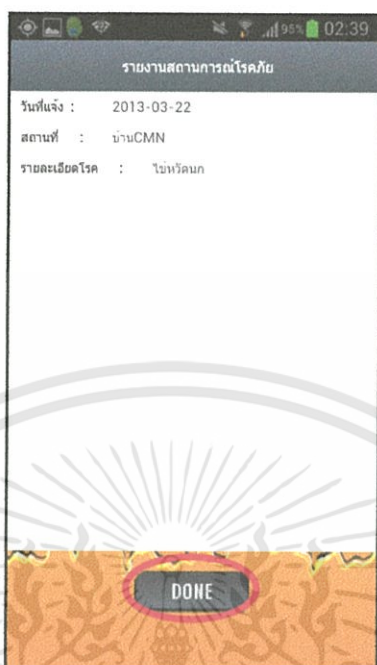 95% 02:39
รายงานสถานการณ์โรคภัย
วันที่แจ้ง : 2013-03-22
สถานที่ : บ้านCMN
รายละเอียดโรค : ไข่หวัดนก
DONE